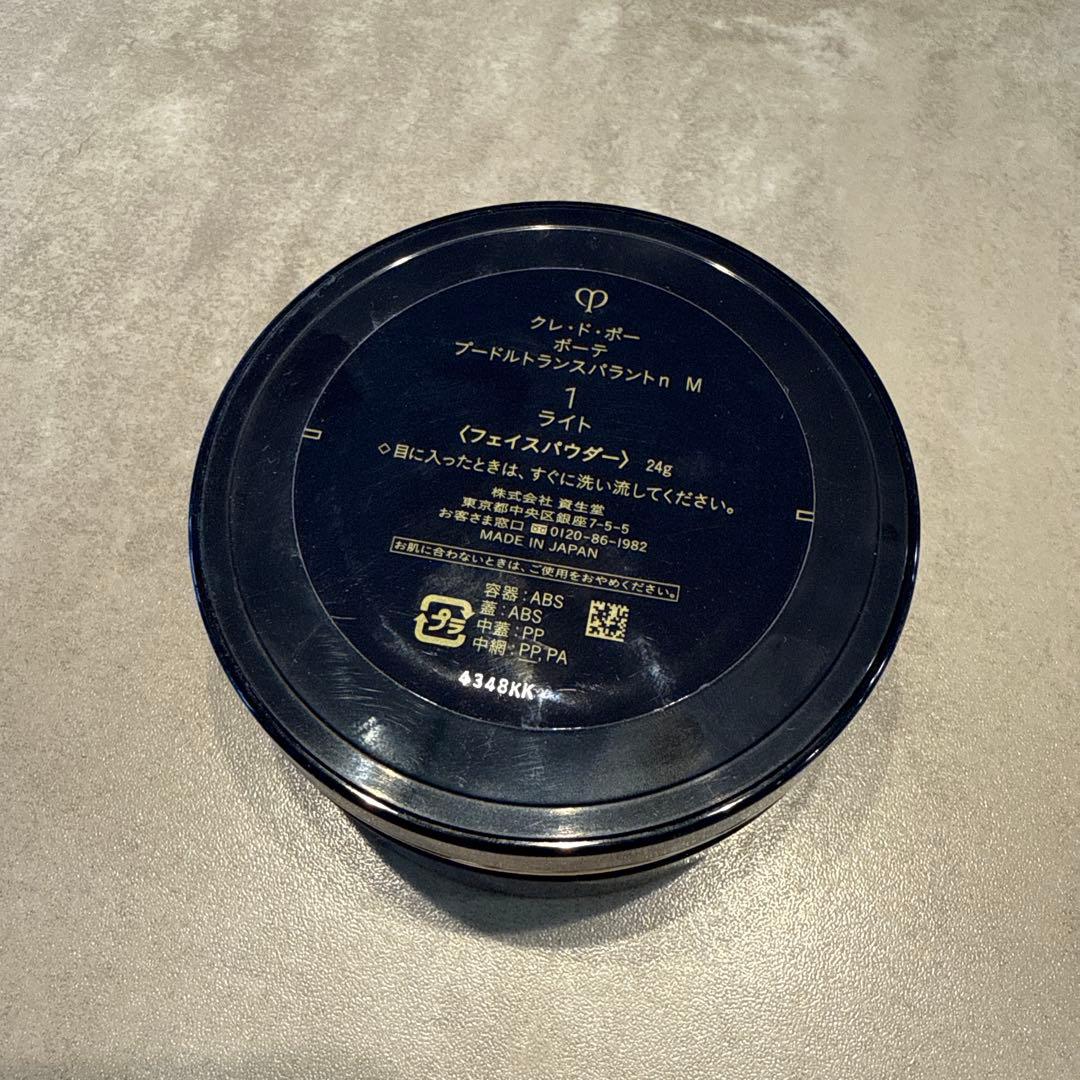 クレ・ド・ポー
ボーテ
プードルトランスパラントn M
1
ライト
〈フェイスパウダー〉 24g
◇目に入ったときは、すぐに洗い流してください。
株式会社 資生堂
東京都中央区銀座7-5-5
お客さま窓口 0120-86-1982
MADE IN JAPAN
お肌に合わないときは、ご使用をおやめください。
プラ
容器:ABS
蓋:ABS
中蓋:PP
中網:PP,PA
4348KK